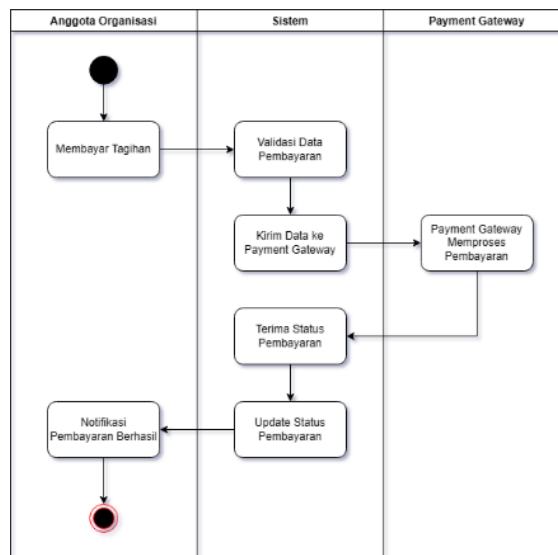 Anggota Organisasi
Sistem
Payment Gateway
Membayar Tagihan
Validasi Data
Pembayaran
Kirim Data ke
Payment Gateway
Payment Gateway
Memproses
Pembayaran
Terima Status
Pembayaran
Update Status
Pembayaran
Notifikasi
Pembayaran Berhasil